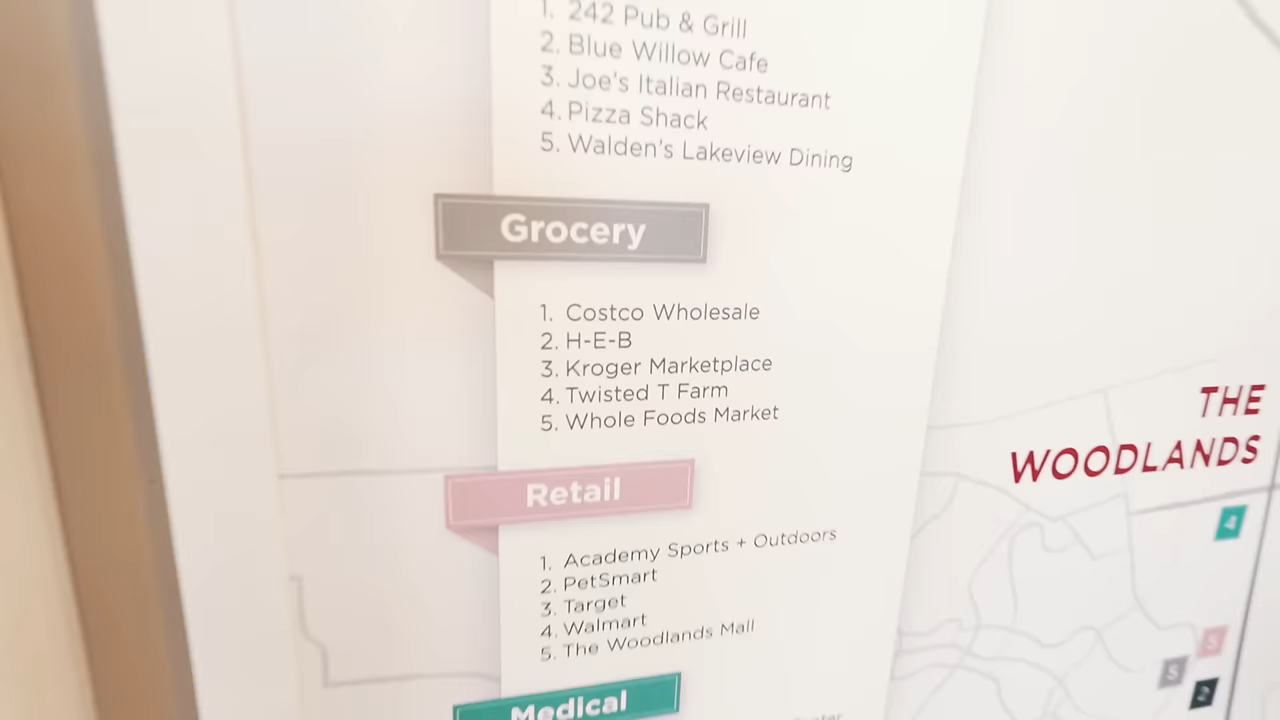 1. 242 Pub & Grill
2. Blue Willow Cafe
3. Joe's Italian Restaurant
4. Pizza Shack
5. Walden's Lakeview Dining
Grocery
1. Costco Wholesale
2. H-E-B
3. Kroger Marketplace
4. Twisted T Farm
5. Whole Foods Market
Retail
1. Academy Sports + Outdoors
2. PetSmart
3. Target
4. Walmart
5. The Woodlands Mall
Medical
THE
WOODLANDS
4
5
5
2